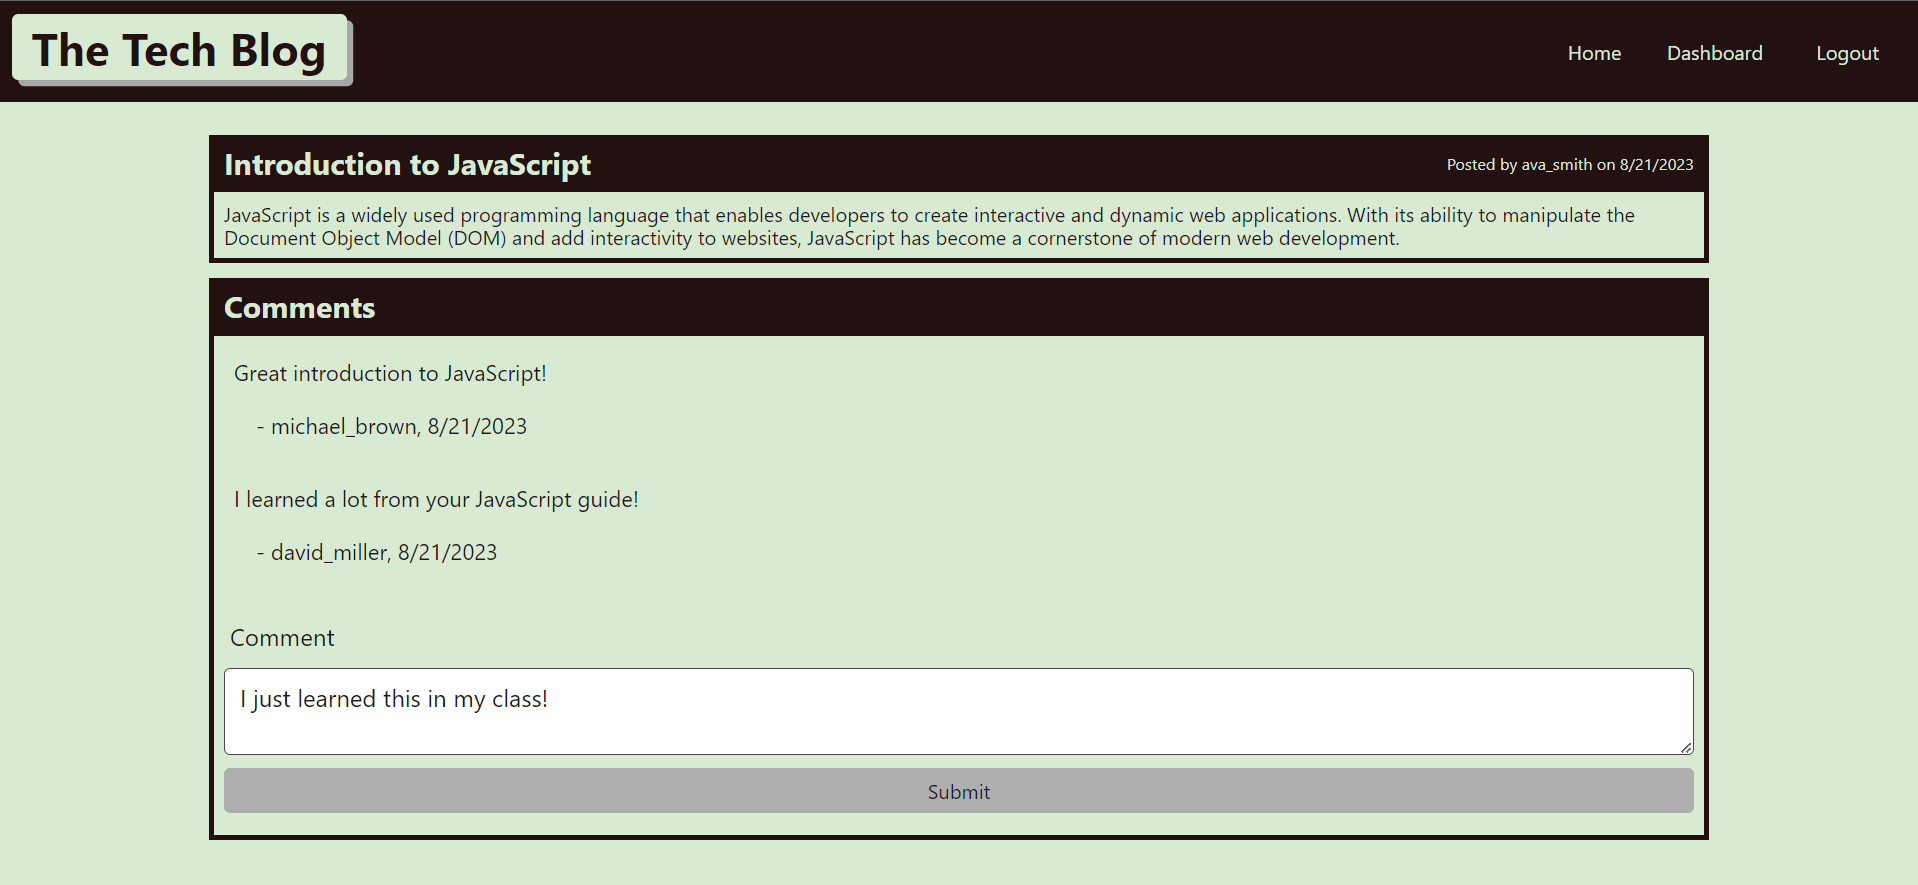 The Tech Blog
Home
Dashboard
Logout
Introduction to JavaScript
Posted by ava_smith on 8/21/2023
JavaScript is a widely used programming language that enables developers to create interactive and dynamic web applications. With its ability to manipulate the
Document Object Model (DOM) and add interactivity to websites, JavaScript has become a cornerstone of modern web development.
Comments
Great introduction to JavaScript!
- michael_brown, 8/21/2023
I learned a lot from your JavaScript guide!
- david_miller, 8/21/2023
Comment
I just learned this in my class!
Submit